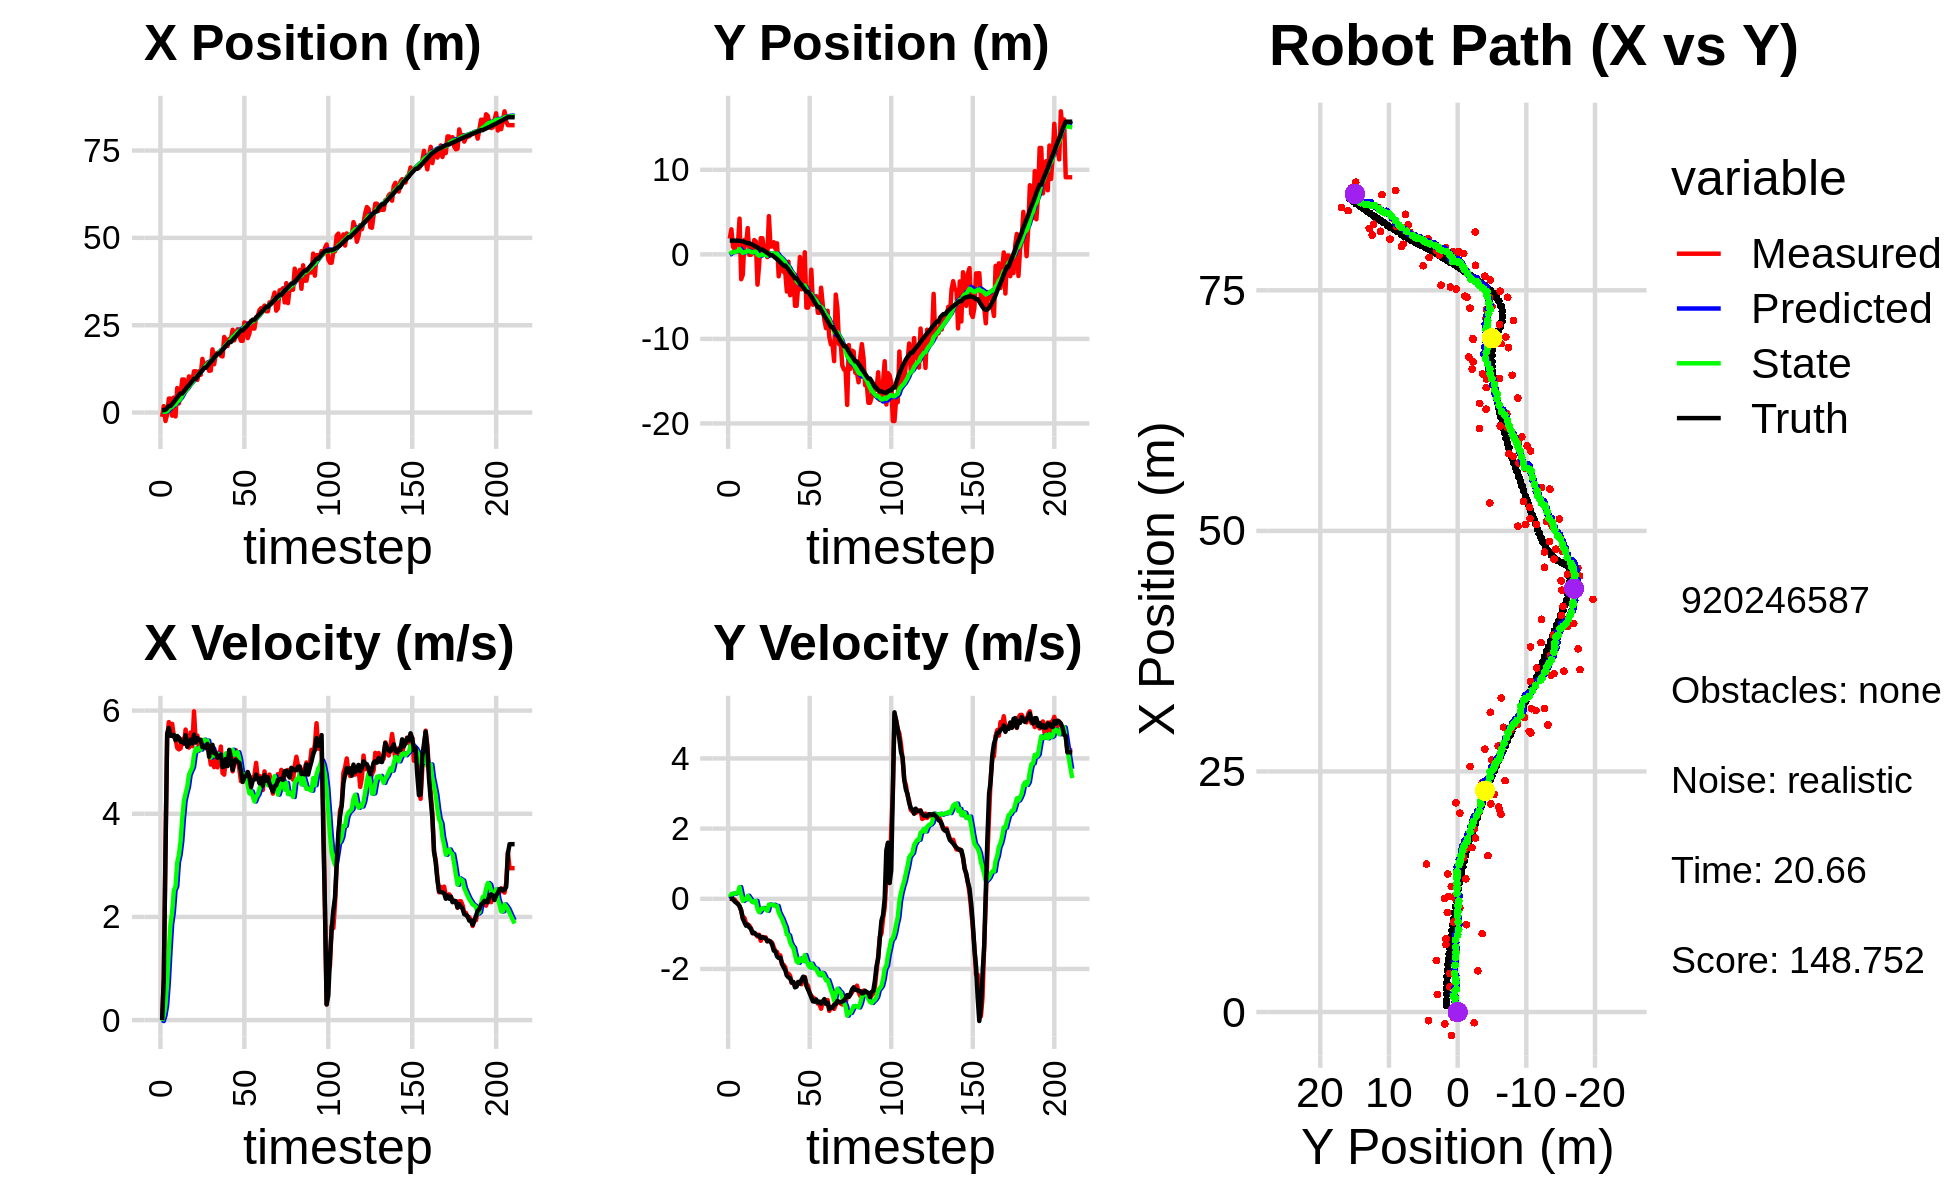 X Position (m)
75
50
25
0
0 50 100 150 200
timestep
Y Position (m)
10
0
-10
-20
0 50 100 150 200
timestep
X Velocity (m/s)
6
4
2
0
0 50 100 150 200
timestep
Y Velocity (m/s)
4
2
0
-2
0 50 100 150 200
timestep
Robot Path (X vs Y)
X Position (m)
75
50
25
0
20 10 0 -10 -20
Y Position (m)
variable
Measured
Predicted
State
Truth
920246587
Obstacles: none
Noise: realistic
Time: 20.66
Score: 148.752